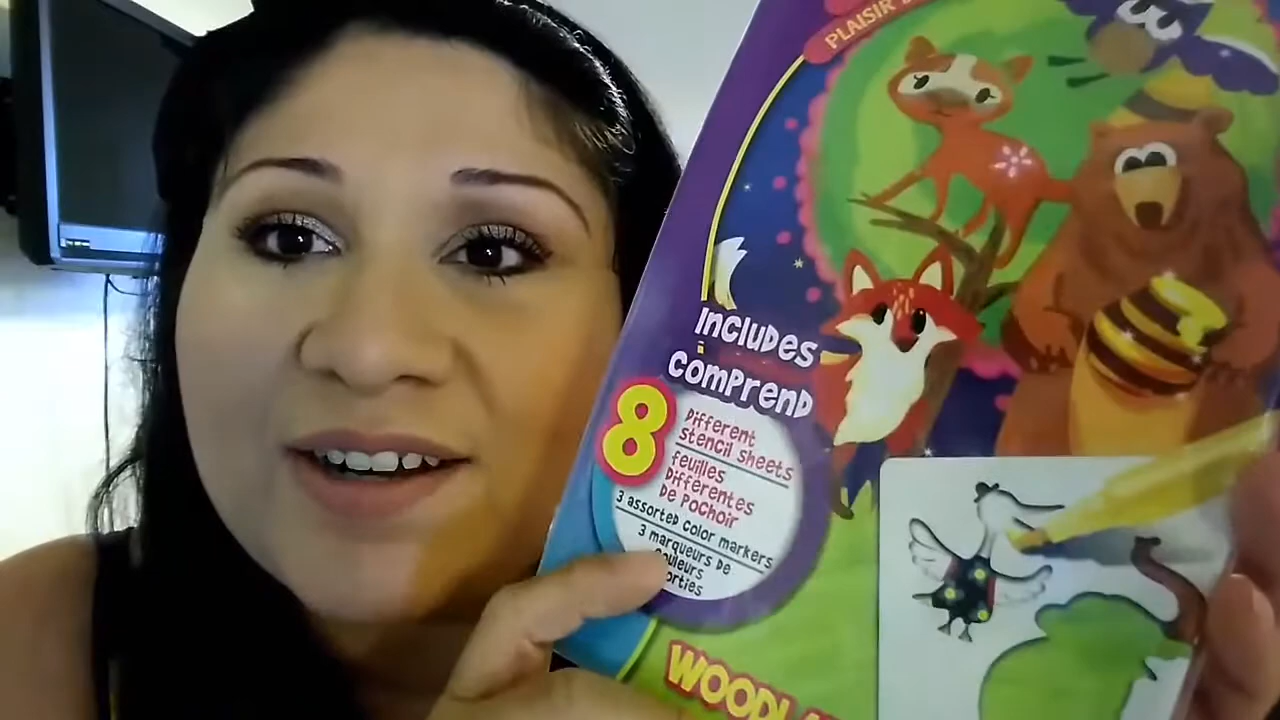 PLAISIR
Includes
comprend
8
Different
stencil sheets
feuilles
Différentes
De pochoir
3 assorted color markers
3 marqueurs de
couleurs